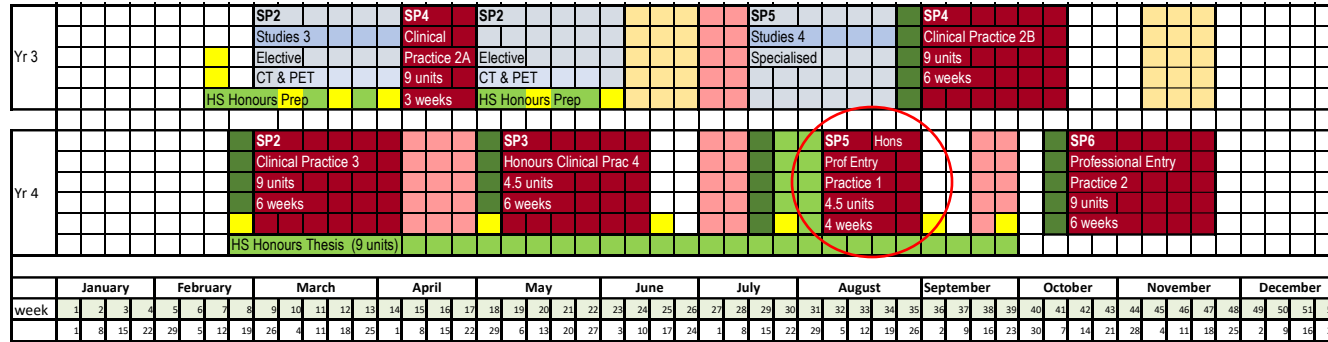 SP2 SP4 SP2 SP5 SP4
Studies 3 Clinical Studies 4 Clinical Practice 2B
Yr 3 Elective Practice 2A Elective Specialised 9 units
CT & PET 9 units CT & PET 6 weeks
HS Honours Prep 3 weeks HS Honours Prep
SP2 SP3 SP5 Hons SP6
Clinical Practice 3 Honours Clinical Prac 4 Prof Entry Professional Entry
Yr 4 9 units 4.5 units Practice 1 Practice 2
6 weeks 6 weeks 4.5 units 9 units
4 weeks 6 weeks
HS Honours Thesis (9 units)
January February March April May June July August September October November December
week 1 2 3 4 5 6 7 8 9 10 11 12 13 14 15 16 17 18 19 20 21 22 23 24 25 26 27 28 29 30 31 32 33 34 35 36 37 38 39 40 41 42 43 44 45 46 47 48 49 50 51
1 8 15 22 29 5 12 19 26 4 11 18 25 1 8 15 22 29 6 13 20 27 3 10 17 24 1 8 15 22 29 5 12 19 26 2 9 16 23 30 7 14 21 28 4 11 18 25 2 9 16